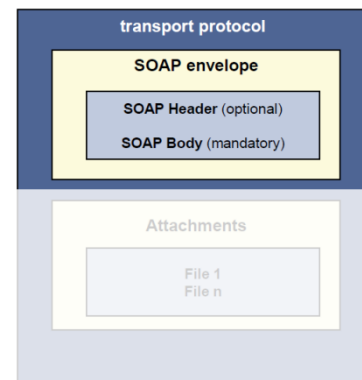 transport protocol
SOAP envelope
SOAP Header (optional)
SOAP Body (mandatory)
Attachments
File 1
File n